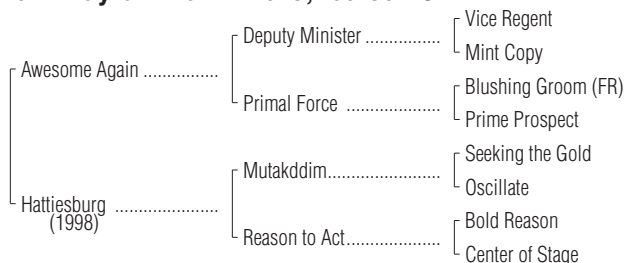 Vice Regent
Deputy Minister ................
Mint Copy
Awesome Again ................
Blushing Groom (FR)
Primal Force ....................
Prime Prospect
Seeking the Gold
Mutakddim........................
Oscillate
Hattiesburg ......................
(1998)
Bold Reason
Reason to Act....................
Center of Stage